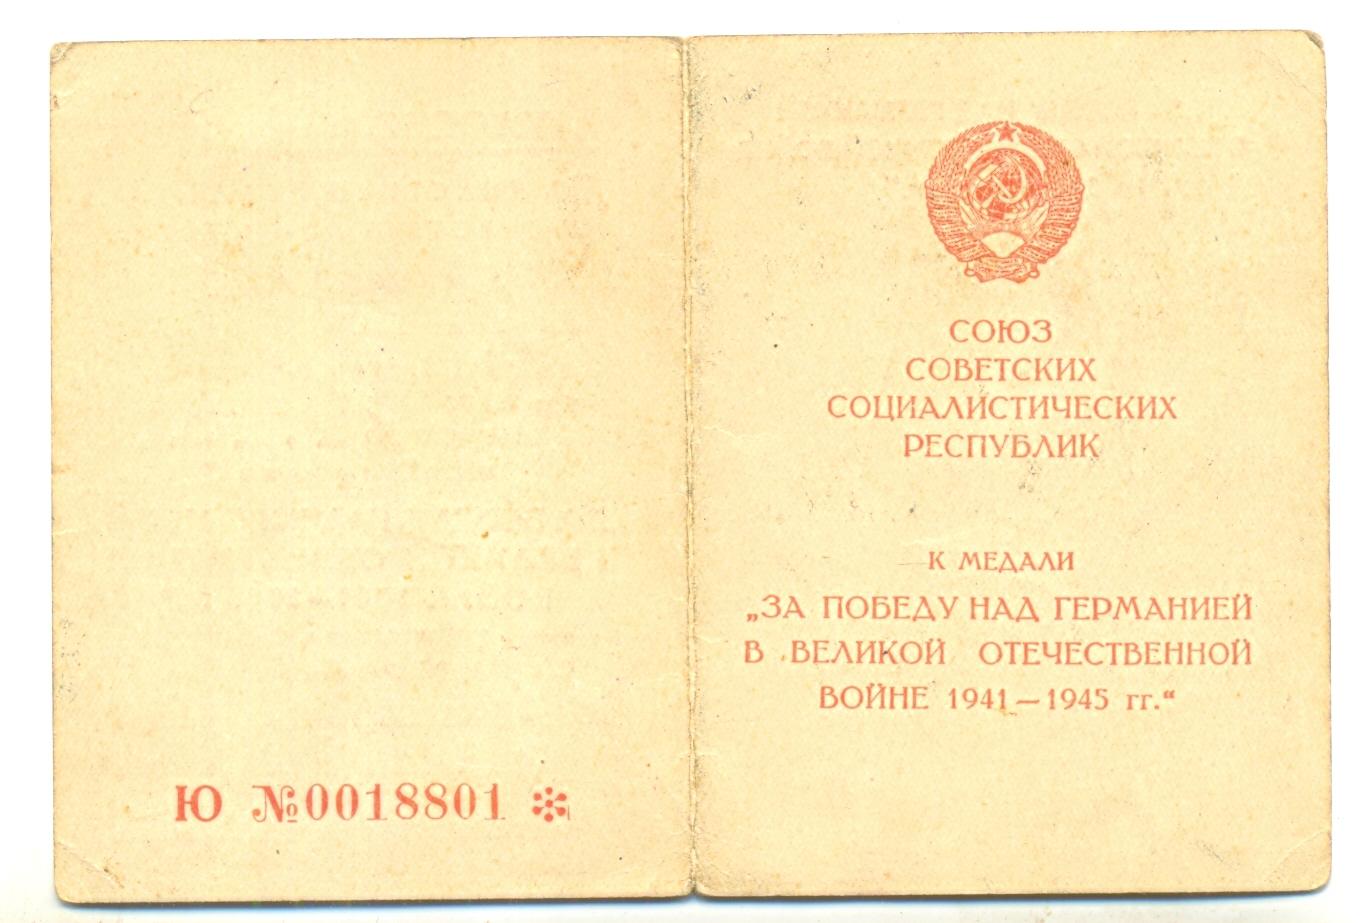 Ю №0018801
СОЮЗ
СОВЕТСКИХ
СОЦИАЛИСТИЧЕСКИХ
РЕСПУБЛИК
К МЕДАЛИ
„ЗА ПОБЕДУ НАД ГЕРМАНИЕЙ
В ВЕЛИКОЙ ОТЕЧЕСТВЕННОЙ
ВОЙНЕ 1941—1945 гг.“